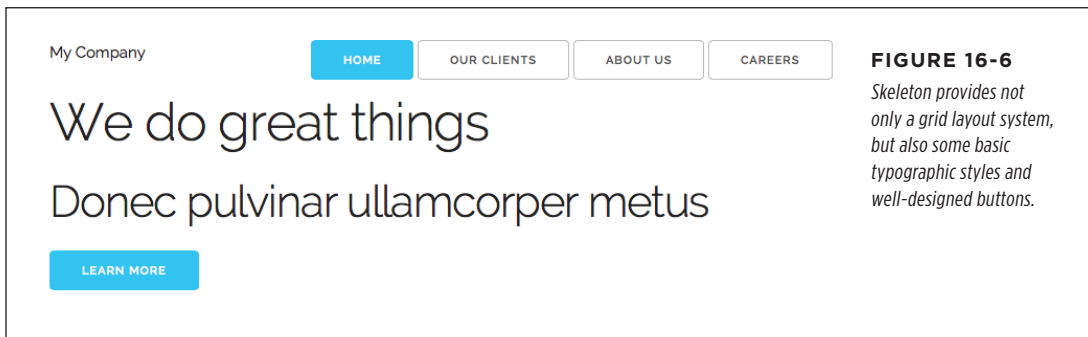 My Company
HOME OUR CLIENTS ABOUT US CAREERS
We do great things
Donec pulvinar ullamcorper metus
LEARN MORE
FIGURE 16-6
Skeleton provides not
only a grid layout system,
but also some basic
typographic styles and
well-designed buttons.